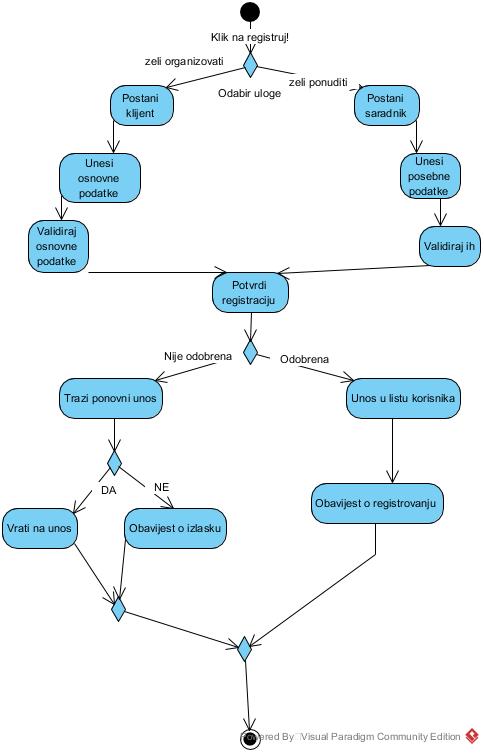 Klik na registruj!
zeli organizovati
zeli ponuditi
Odabir uloge
Postani
klijent
Postani
saradnik
Unesi
osnovne
podatke
Unesi
posebne
podatke
Validiraj
osnovne
podatke
Validiraj ih
Potvrdi
registraciju
Nije odobrena
Odobrena
Trazi ponovni unos
Unos u listu korisnika
DA
NE
Vrati na unos
Obavijest o izlasku
Obavijest o registrovanju
Powered By Visual Paradigm Community Edition